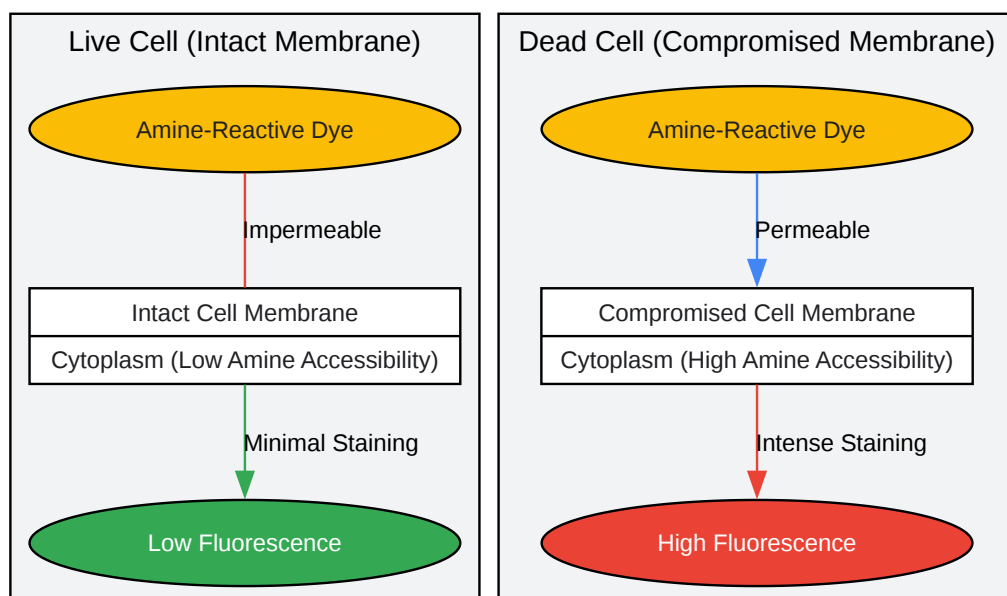 Live Cell (Intact Membrane)
Amine-Reactive Dye
Impermeable
Intact Cell Membrane
Cytoplasm (Low Amine Accessibility)
Minimal Staining
Low Fluorescence
Dead Cell (Compromised Membrane)
Amine-Reactive Dye
Permeable
Compromised Cell Membrane
Cytoplasm (High Amine Accessibility)
Intense Staining
High Fluorescence